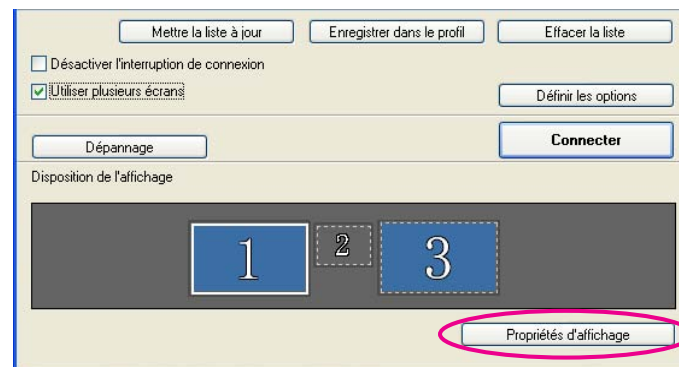 Mettre la liste à jour Enregistrer dans le profil Effacer la liste
Désactiver l'interruption de connexion
Utiliser plusieurs écrans
Définir les options
Dépannage Connecter
Disposition de l'affichage
1 2 3
Propriétés d'affichage